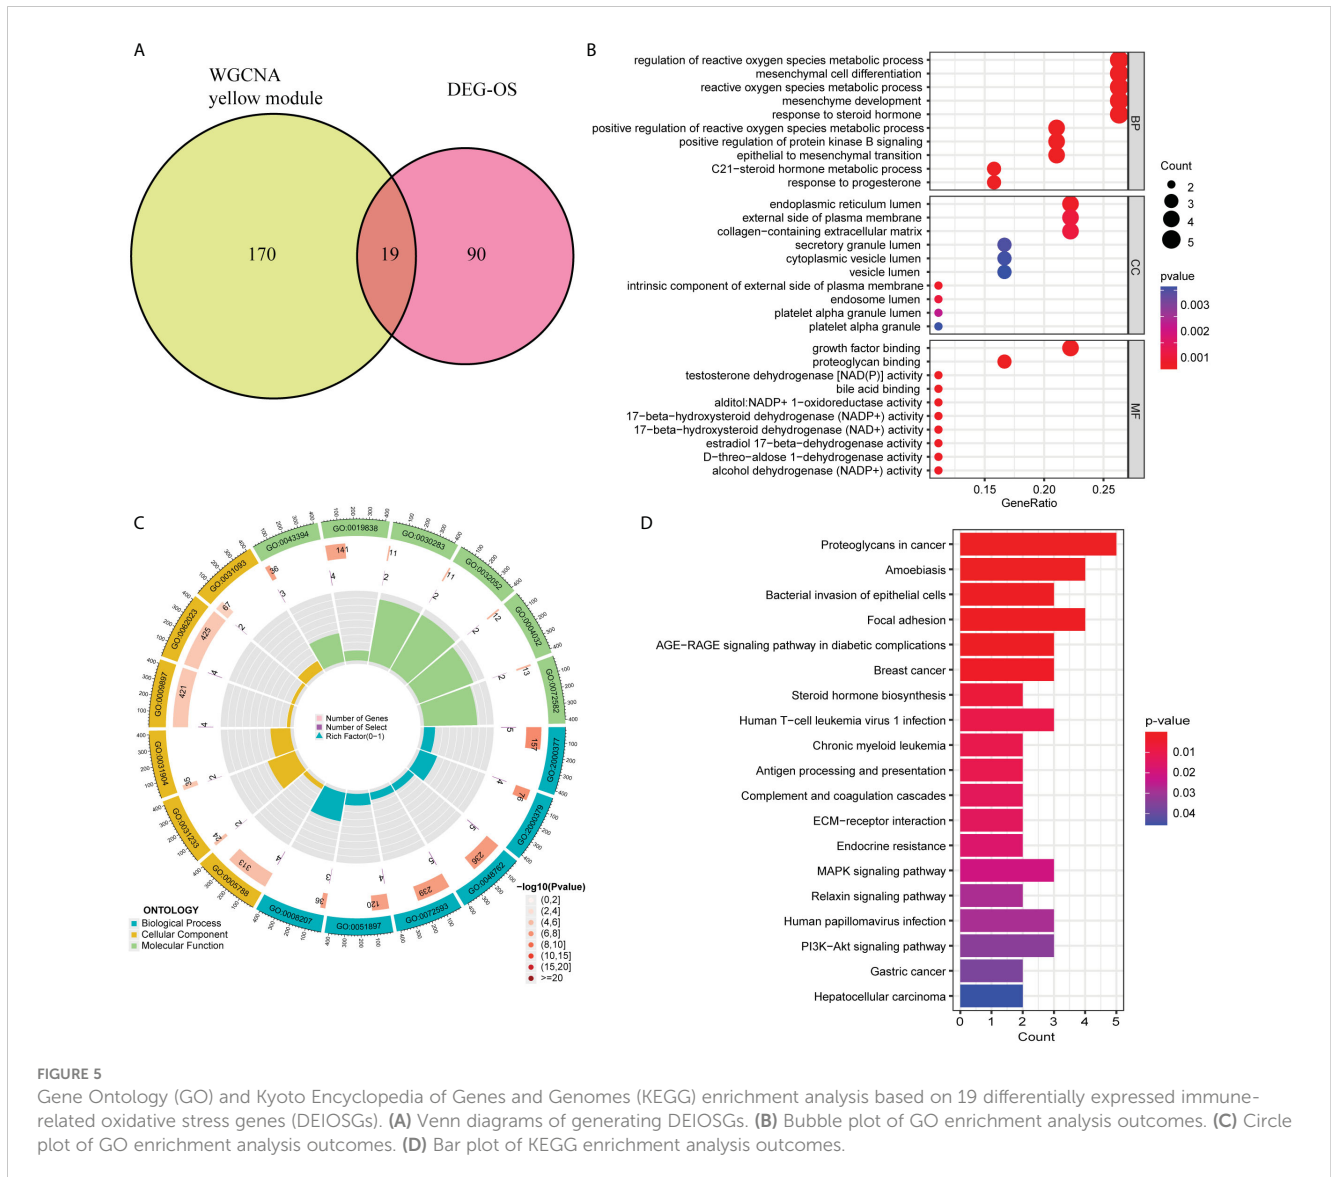 A
WGCNA
yellow module
DEG-OS
170
19
90
B
regulation of reactive oxygen species metabolic process
mesenchymal cell differentiation
reactive oxygen species metabolic process
mesenchyme development
response to steroid hormone
positive regulation of reactive oxygen species metabolic process
positive regulation of protein kinase B signaling
epithelial to mesenchymal transition
C21−steroid hormone metabolic process
response to progesterone
BP
endoplasmic reticulum lumen
external side of plasma membrane
collagen−containing extracellular matrix
secretory granule lumen
cytoplasmic vesicle lumen
vesicle lumen
intrinsic component of external side of plasma membrane
endosome lumen
platelet alpha granule lumen
platelet alpha granule
CC
growth factor binding
proteoglycan binding
testosterone dehydrogenase [NAD(P)] activity
bile acid binding
alditol:NADP+ 1−oxidoreductase activity
17−beta−hydroxysteroid dehydrogenase (NADP+) activity
17−beta−hydroxysteroid dehydrogenase (NAD+) activity
estradiol 17−beta−dehydrogenase activity
D−threo−aldose 1−dehydrogenase activity
alcohol dehydrogenase (NADP+) activity
MF
0.15 0.20 0.25
GeneRatio
Count
2
3
4
5
pvalue
0.003
0.002
0.001
C
GO:0043394
GO:0019838
GO:0030283
GO:0032052
GO:0004032
GO:0072582
GO:2000377
GO:2000379
GO:0048762
GO:0072593
GO:0051897
GO:0008207
GO:0005788
GO:0031233
GO:0031904
GO:0009897
GO:0062023
GO:0031093
141
11
11
12
13
157
76
236
239
120
36
313
35
421
425
67
Number of Genes
Number of Select
Rich Factor(0−1)
ONTOLOGY
Biological Process
Cellular Component
Molecular Function
−log10(Pvalue)
(0,2]
(2,4]
(4,6]
(6,8]
(8,10]
(10,15]
(15,20]
>=20
D
Proteoglycans in cancer
Amoebiasis
Bacterial invasion of epithelial cells
Focal adhesion
AGE−RAGE signaling pathway in diabetic complications
Breast cancer
Steroid hormone biosynthesis
Human T−cell leukemia virus 1 infection
Chronic myeloid leukemia
Antigen processing and presentation
Complement and coagulation cascades
ECM−receptor interaction
Endocrine resistance
MAPK signaling pathway
Relaxin signaling pathway
Human papillomavirus infection
PI3K−Akt signaling pathway
Gastric cancer
Hepatocellular carcinoma
0 1 2 3 4 5
Count
p-value
0.01
0.02
0.03
0.04
FIGURE 5
Gene Ontology (GO) and Kyoto Encyclopedia of Genes and Genomes (KEGG) enrichment analysis based on 19 differentially expressed immune-
related oxidative stress genes (DEIOSGs). (A) Venn diagrams of generating DEIOSGs. (B) Bubble plot of GO enrichment analysis outcomes. (C) Circle
plot of GO enrichment analysis outcomes. (D) Bar plot of KEGG enrichment analysis outcomes.